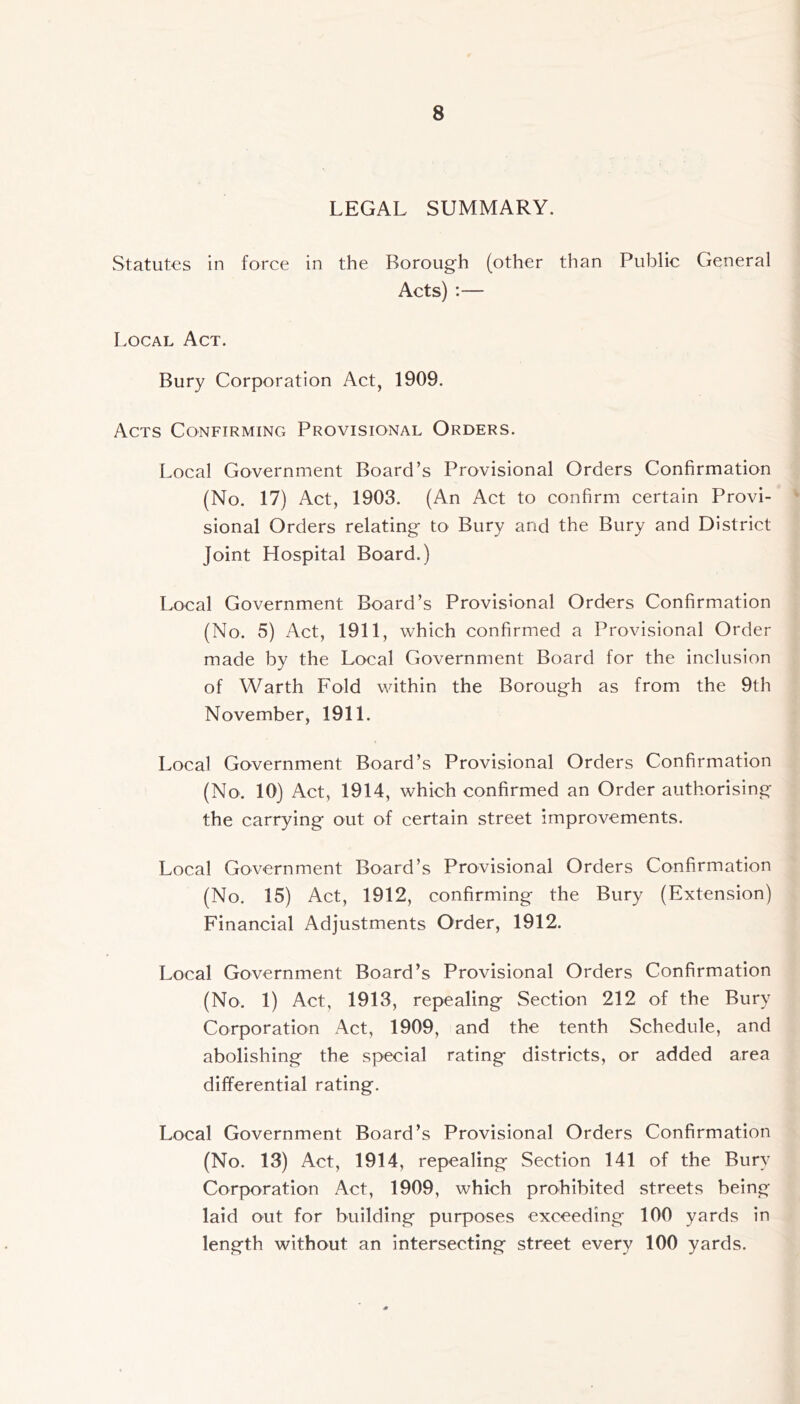 8
LEGAL SUMMARY.
Statutes in force in the Borough (other than Public General
Acts) :—
Local Act.
Bury Corporation Act, 1909.
Acts Confirming Provisional Orders.
Local Government Board's Provisional Orders Confirmation
(No. 17) Act, 1903. (An Act to confirm certain Provi-
sional Orders relating to Bury and the Bury and District
Joint Hospital Board.)
Local Government Board's Provisional Orders Confirmation
(No. 5) Act, 1911, which confirmed a Provisional Order
made by the Local Government Board for the inclusion
of Warth Fold within the Borough as from the 9th
November, 1911.
Local Government Board's Provisional Orders Confirmation
(No. 10) Act, 1914, which confirmed an Order authorising
the carrying out of certain street improvements.
Local Government Board's Provisional Orders Confirmation
(No. 15) Act, 1912, confirming the Bury (Extension)
Financial Adjustments Order, 1912.
Local Government Board's Provisional Orders Confirmation
(No. 1) Act, 1913, repealing Section 212 of the Bury
Corporation Act, 1909, and the tenth Schedule, and
abolishing the special rating districts, or added area
differential rating.
Local Government Board's Provisional Orders Confirmation
(No. 13) Act, 1914, repealing Section 141 of the Bury
Corporation Act, 1909, which prohibited streets being
laid out for building purposes exceeding 100 yards in
length without an intersecting street every 100 yards.